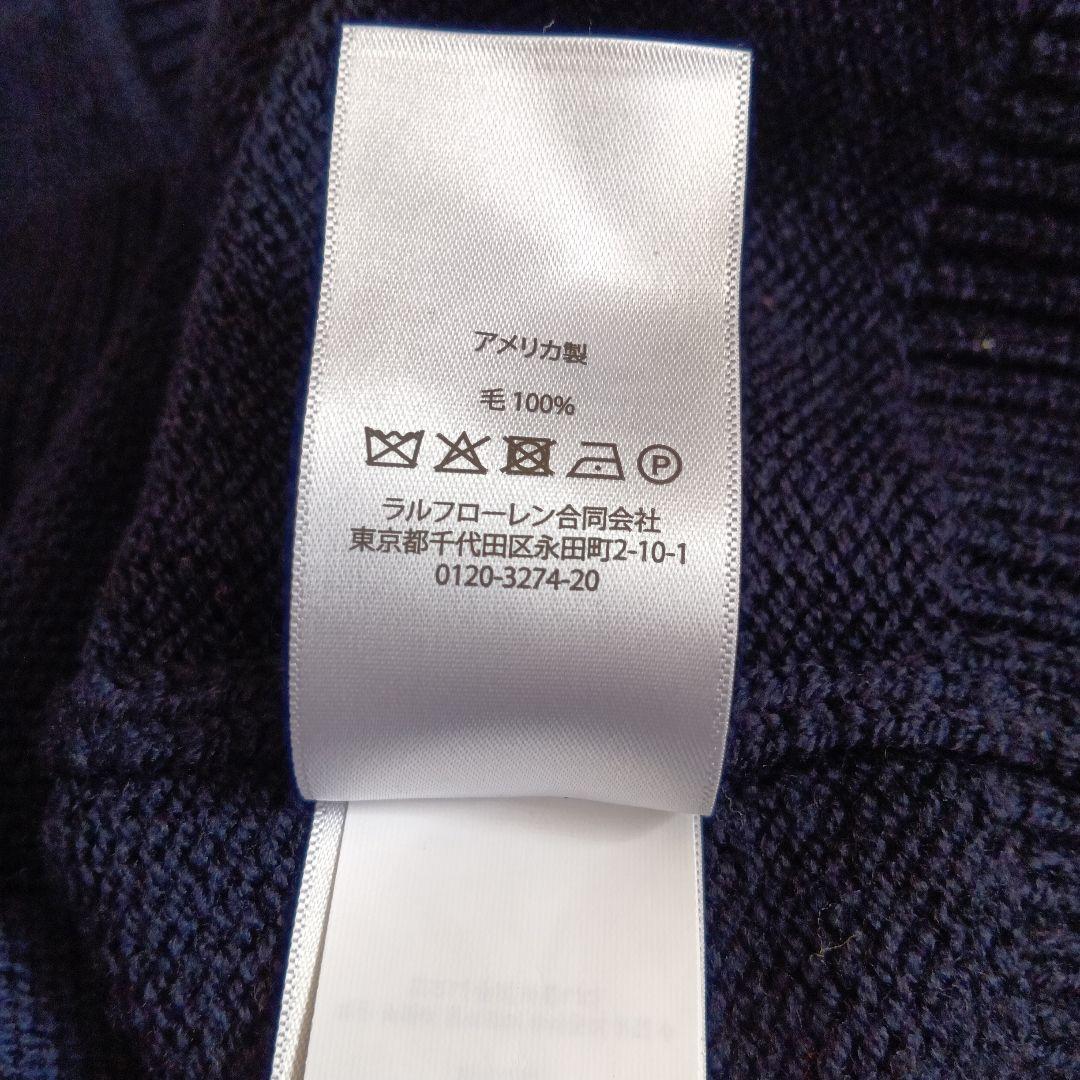 アメリカ製
毛 100%
P
ラルフローレン合同会社
東京都千代田区永田町2-10-1
0120-3274-20